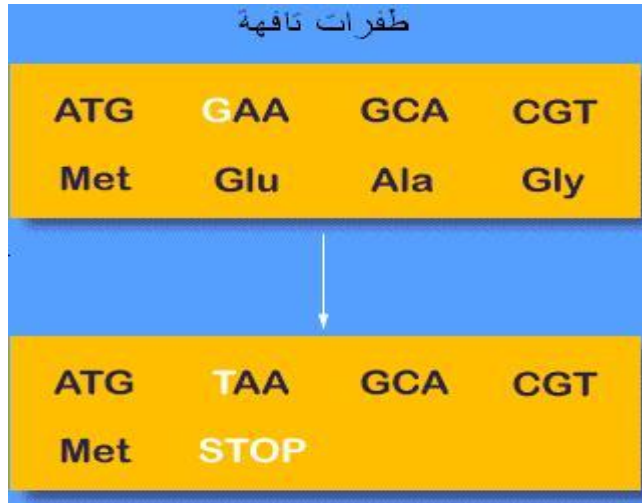 طفرات تافهة
ATG GAA GCA CGT
Met Glu Ala Gly
ATG TAA GCA CGT
Met STOP